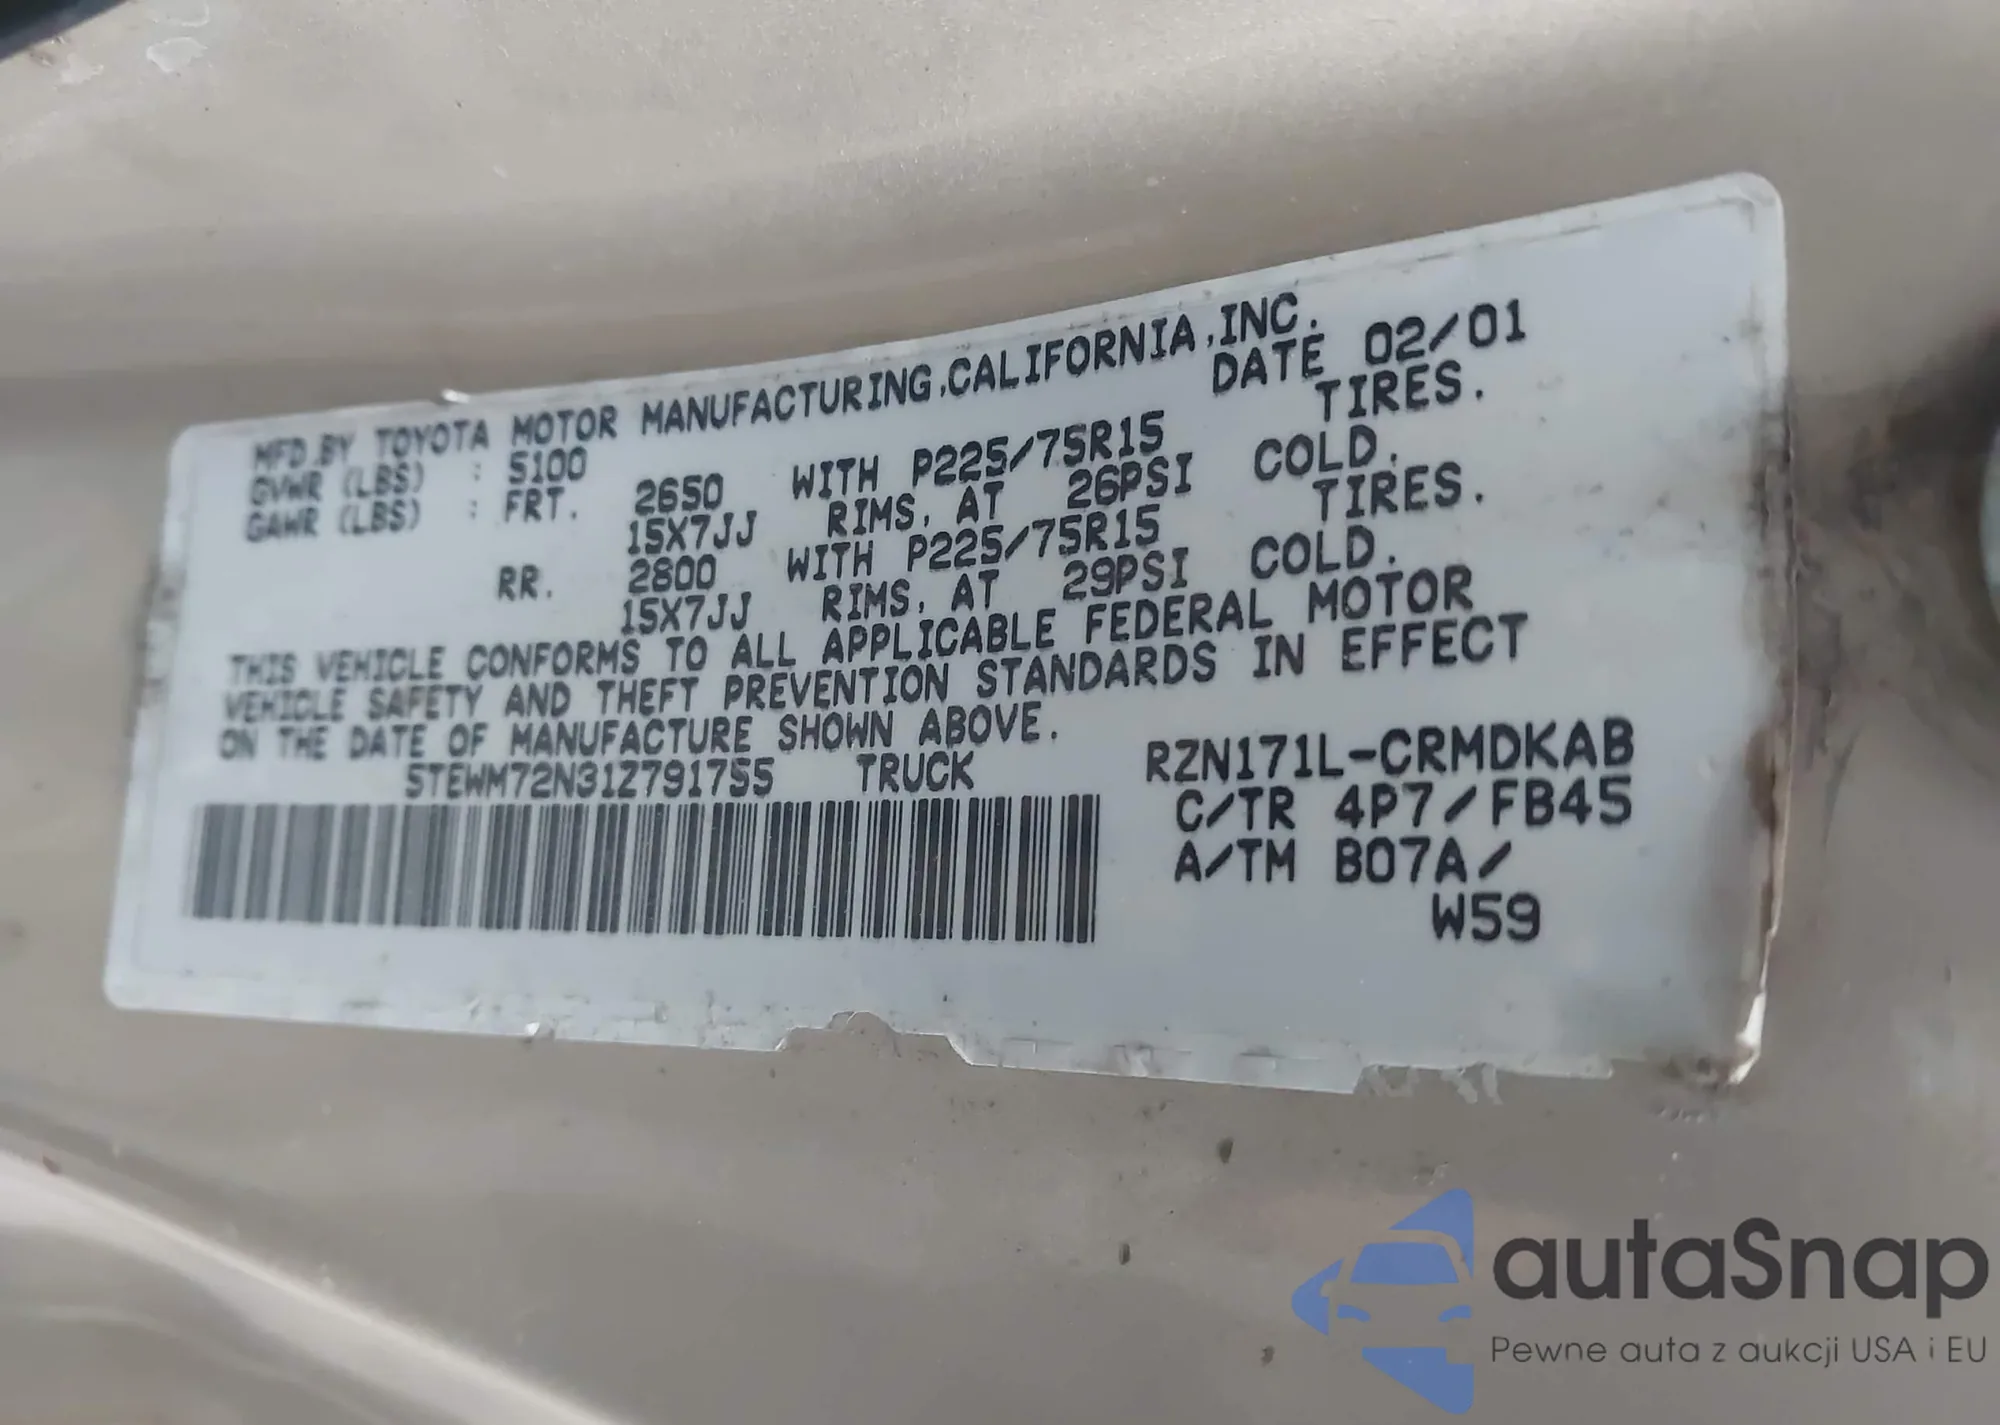 MFD.BY TOYOTA MOTOR MANUFACTURING,CALIFORNIA,INC.
GVWR (LBS) : 5100 DATE 02/01
GAWR (LBS) : FRT. 2650 WITH P225/75R15 TIRES.
15X7JJ RIMS, AT 26PSI COLD.
RR. 2800 WITH P225/75R15 TIRES.
15X7JJ RIMS, AT 29PSI COLD.
THIS VEHICLE CONFORMS TO ALL APPLICABLE FEDERAL MOTOR
VEHICLE SAFETY AND THEFT PREVENTION STANDARDS IN EFFECT
ON THE DATE OF MANUFACTURE SHOWN ABOVE.
5TEWM72N31Z791755 TRUCK RZN171L-CRMDKAB
C/TR 4P7/FB45
A/TM B07A/
W59
autaSnap
Pewne auta z aukcji USA i EU